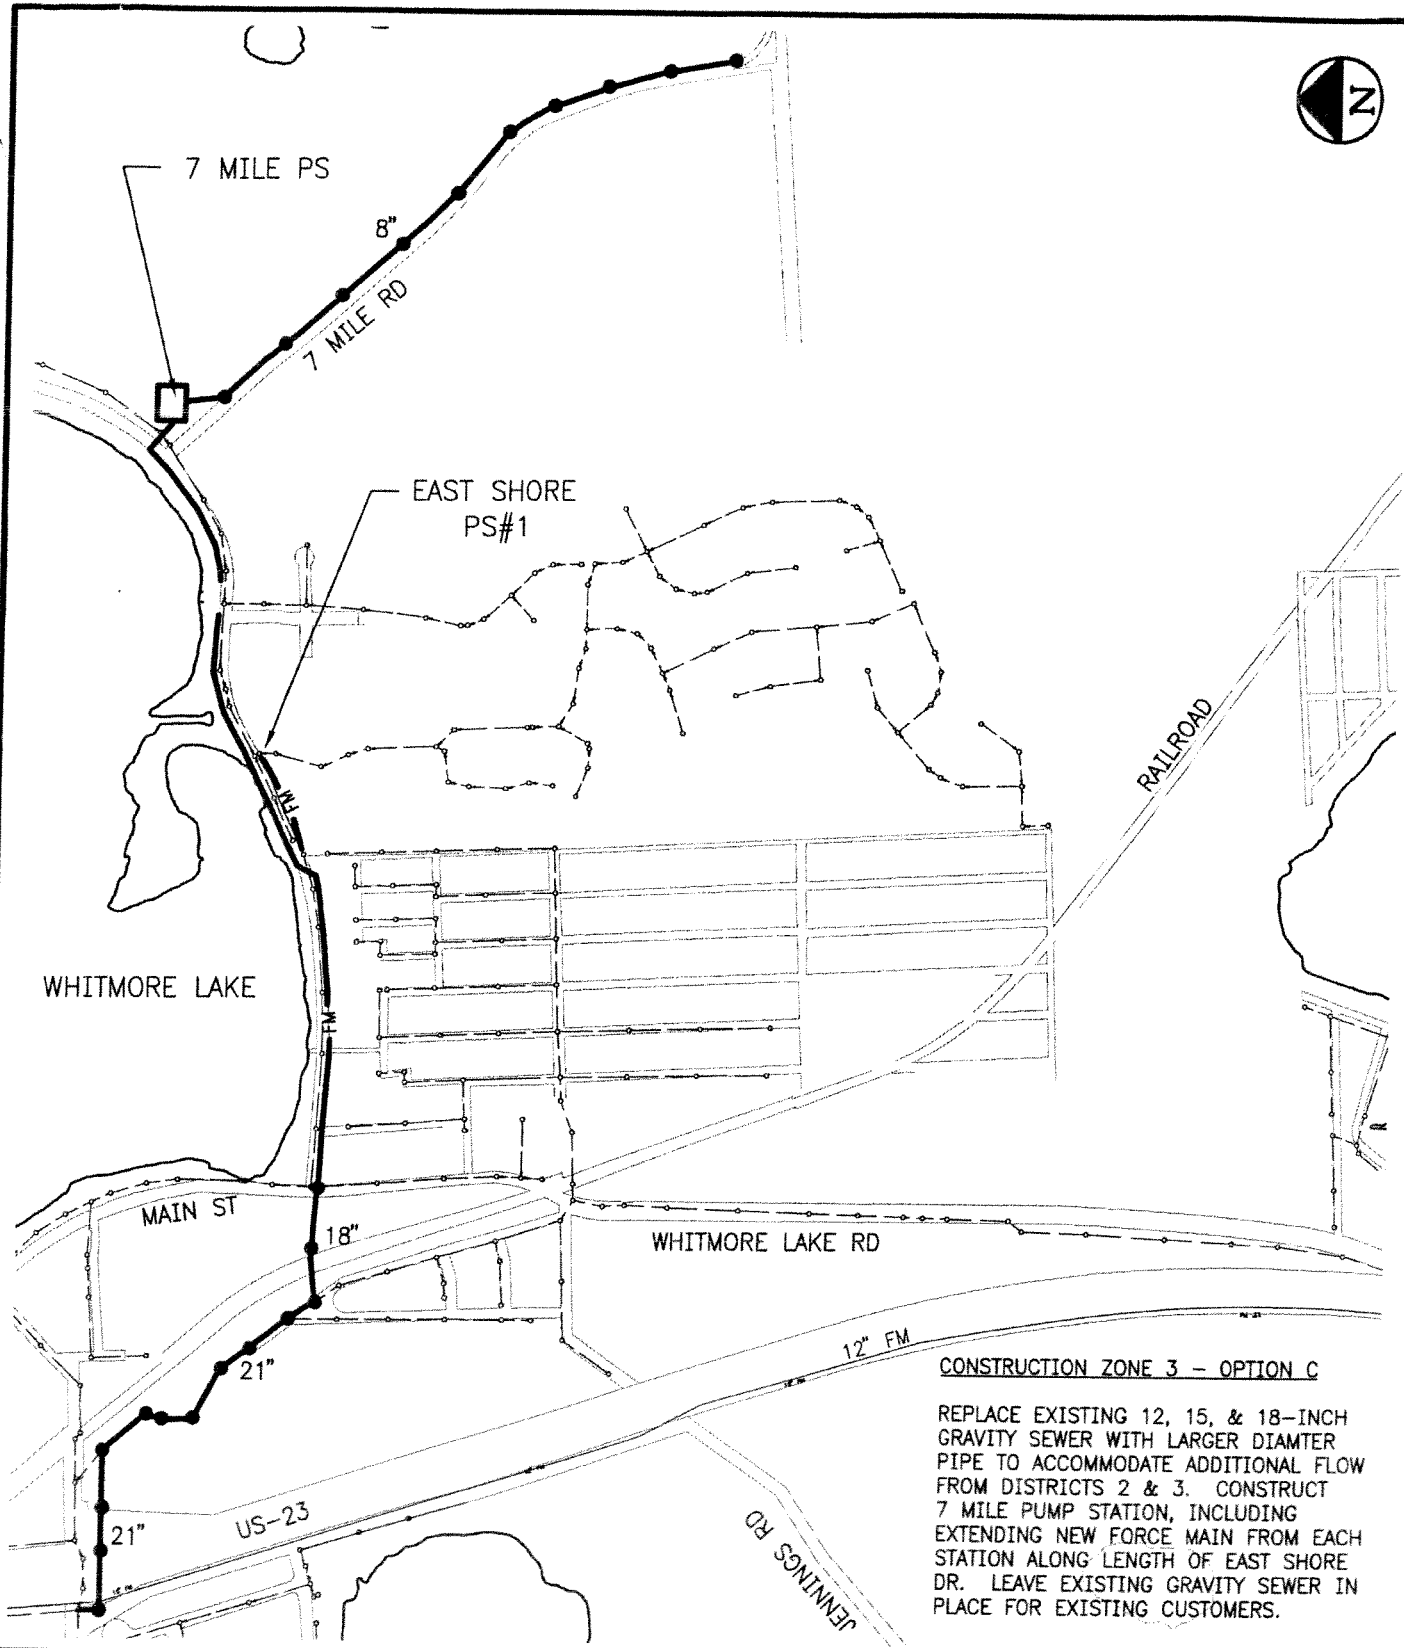 N
7 MILE PS
8"
7 MILE RD
EAST SHORE
PS#1
FM
RAILROAD
WHITMORE LAKE
FM
MAIN ST
18"
WHITMORE LAKE RD
21"
12" FM
21"
US-23
JENNINGS RD
CONSTRUCTION ZONE 3 - OPTION C
REPLACE EXISTING 12, 15, & 18-INCH
GRAVITY SEWER WITH LARGER DIAMTER
PIPE TO ACCOMMODATE ADDITIONAL FLOW
FROM DISTRICTS 2 & 3. CONSTRUCT
7 MILE PUMP STATION, INCLUDING
EXTENDING NEW FORCE MAIN FROM EACH
STATION ALONG LENGTH OF EAST SHORE
DR. LEAVE EXISTING GRAVITY SEWER IN
PLACE FOR EXISTING CUSTOMERS.